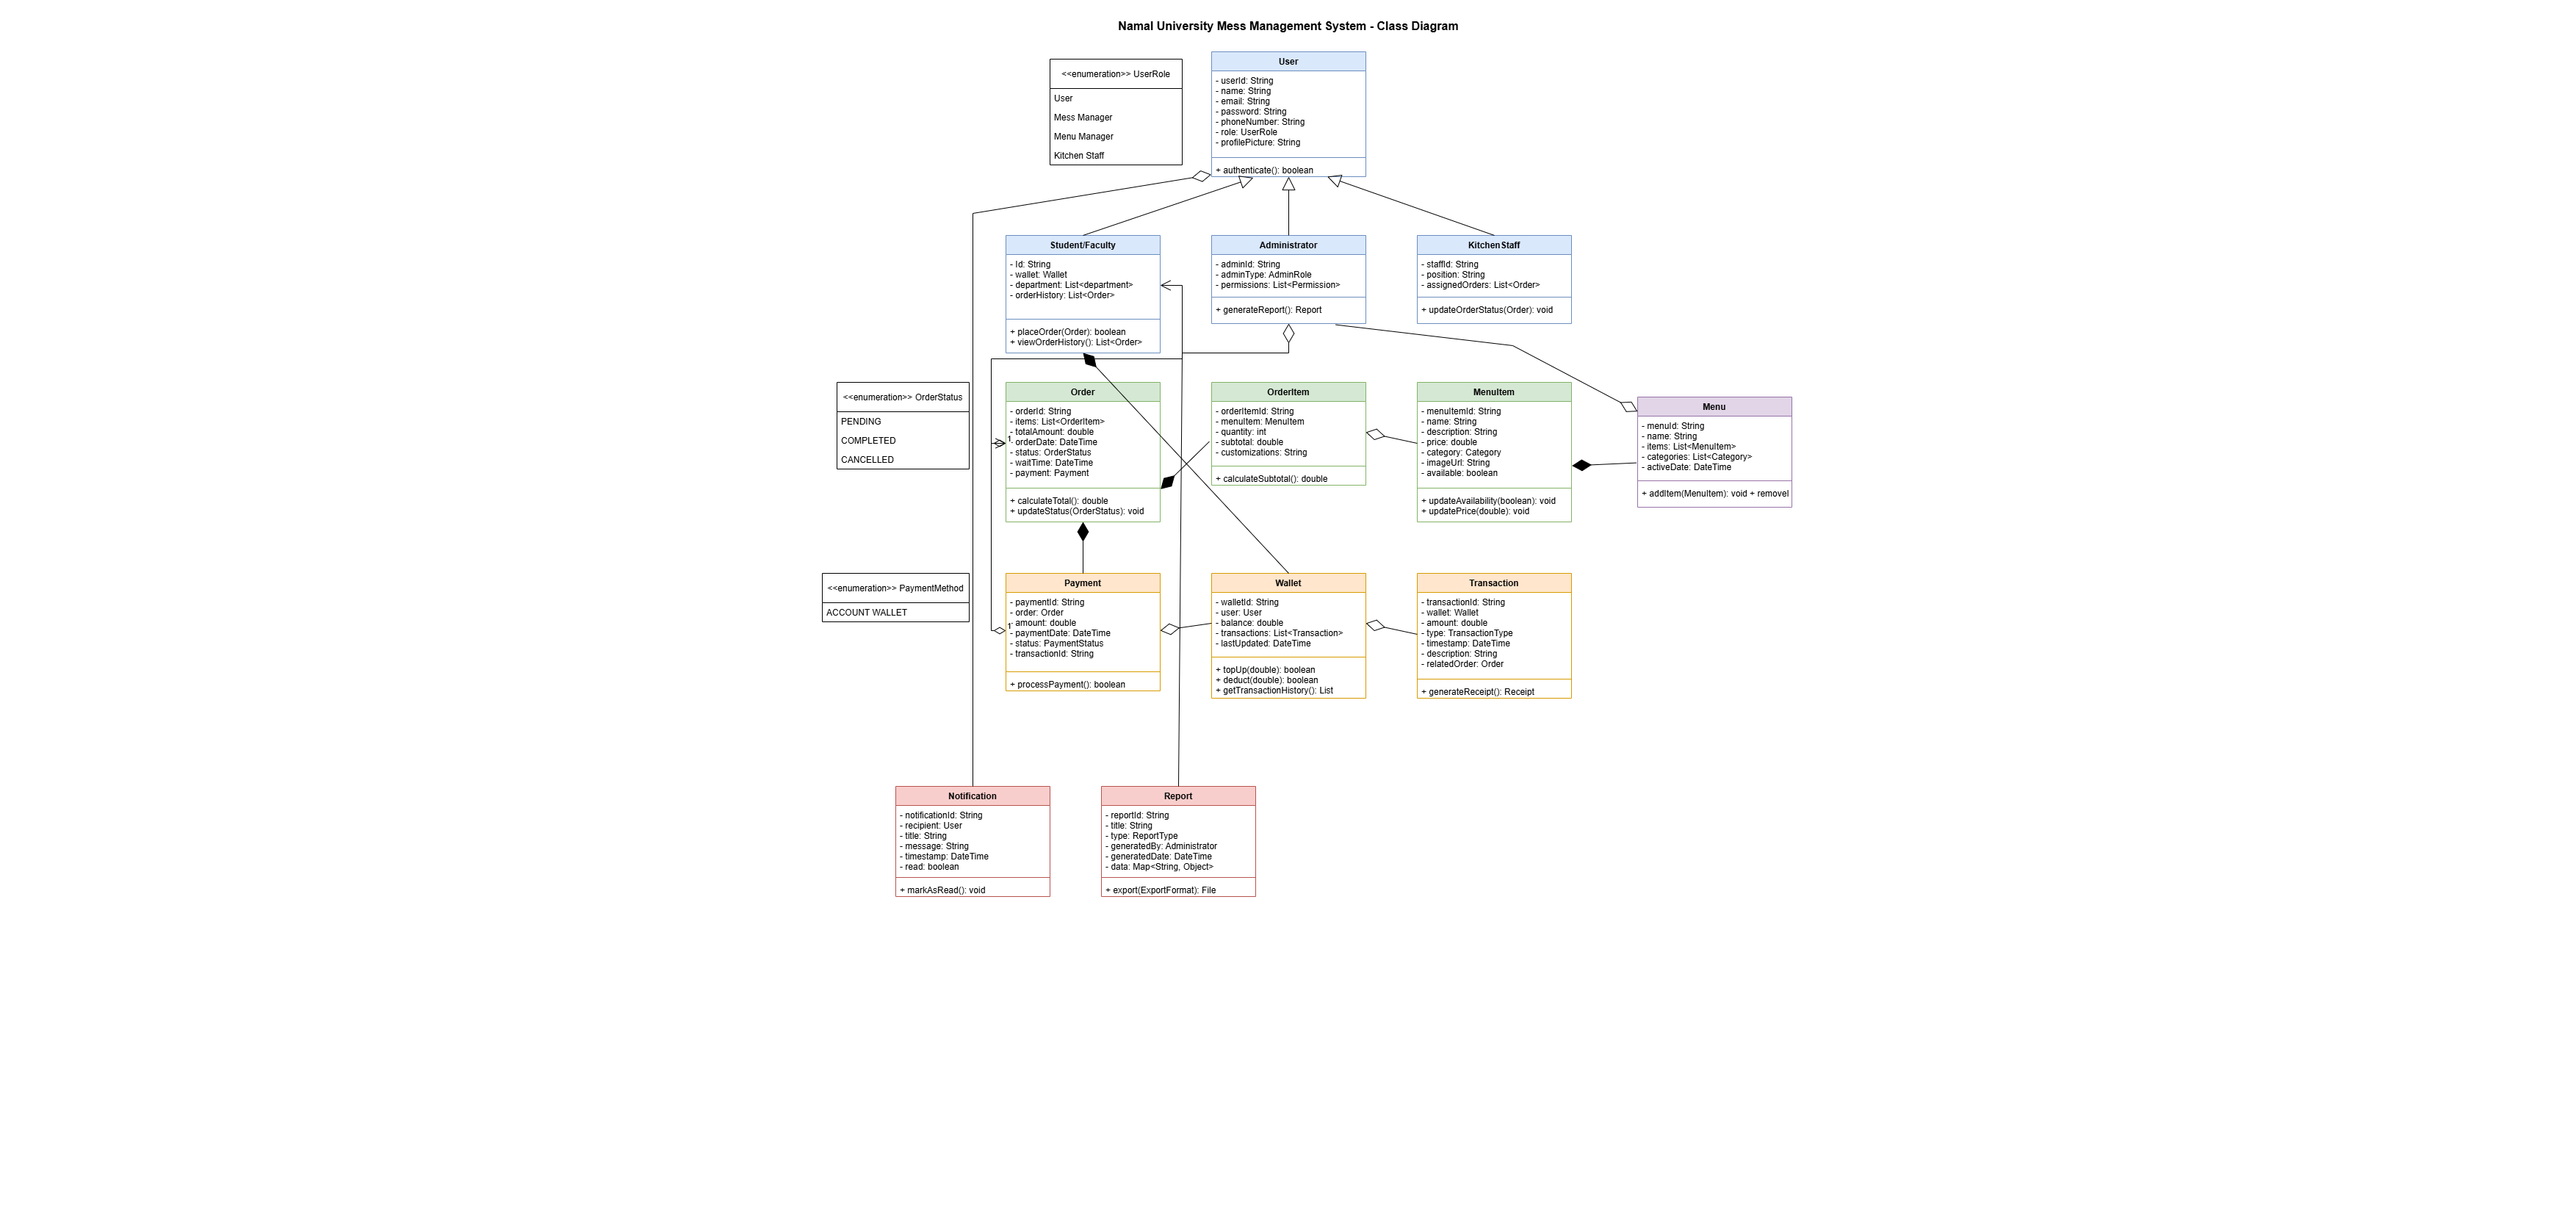 Namal University Mess Management System - Class Diagram
<<enumeration>> UserRole
User
Mess Manager
Menu Manager
Kitchen Staff
User
- userId: String
- name: String
- email: String
- password: String
- phoneNumber: String
- role: UserRole
- profilePicture: String
+ authenticate(): boolean
Student/Faculty
- Id: String
- wallet: Wallet
- department: List<department>
- orderHistory: List<Order>
+ placeOrder(Order): boolean
+ viewOrderHistory(): List<Order>
Administrator
- adminId: String
- adminType: AdminRole
- permissions: List<Permission>
+ generateReport(): Report
KitchenStaff
- staffId: String
- position: String
- assignedOrders: List<Order>
+ updateOrderStatus(Order): void
<<enumeration>> OrderStatus
PENDING
COMPLETED
CANCELLED
Order
- orderId: String
- items: List<OrderItem>
- totalAmount: double
- orderDate: DateTime
- status: OrderStatus
- waitTime: DateTime
- payment: Payment
1
+ calculateTotal(): double
+ updateStatus(OrderStatus): void
OrderItem
- orderItemId: String
- menuItem: MenuItem
- quantity: int
- subtotal: double
- customizations: String
+ calculateSubtotal(): double
MenuItem
- menuItemId: String
- name: String
- description: String
- price: double
- category: Category
- imageUrl: String
- available: boolean
+ updateAvailability(boolean): void
+ updatePrice(double): void
Menu
- menuId: String
- name: String
- items: List<MenuItem>
- categories: List<Category>
- activeDate: DateTime
+ addItem(MenuItem): void + removeI
<<enumeration>> PaymentMethod
ACCOUNT WALLET
Payment
- paymentId: String
- order: Order
- amount: double
- paymentDate: DateTime
- status: PaymentStatus
- transactionId: String
1
+ processPayment(): boolean
Wallet
- walletId: String
- user: User
- balance: double
- transactions: List<Transaction>
- lastUpdated: DateTime
+ topUp(double): boolean
+ deduct(double): boolean
+ getTransactionHistory(): List
Transaction
- transactionId: String
- wallet: Wallet
- amount: double
- type: TransactionType
- timestamp: DateTime
- description: String
- relatedOrder: Order
+ generateReceipt(): Receipt
Notification
- notificationId: String
- recipient: User
- title: String
- message: String
- timestamp: DateTime
- read: boolean
+ markAsRead(): void
Report
- reportId: String
- title: String
- type: ReportType
- generatedBy: Administrator
- generatedDate: DateTime
- data: Map<String, Object>
+ export(ExportFormat): File